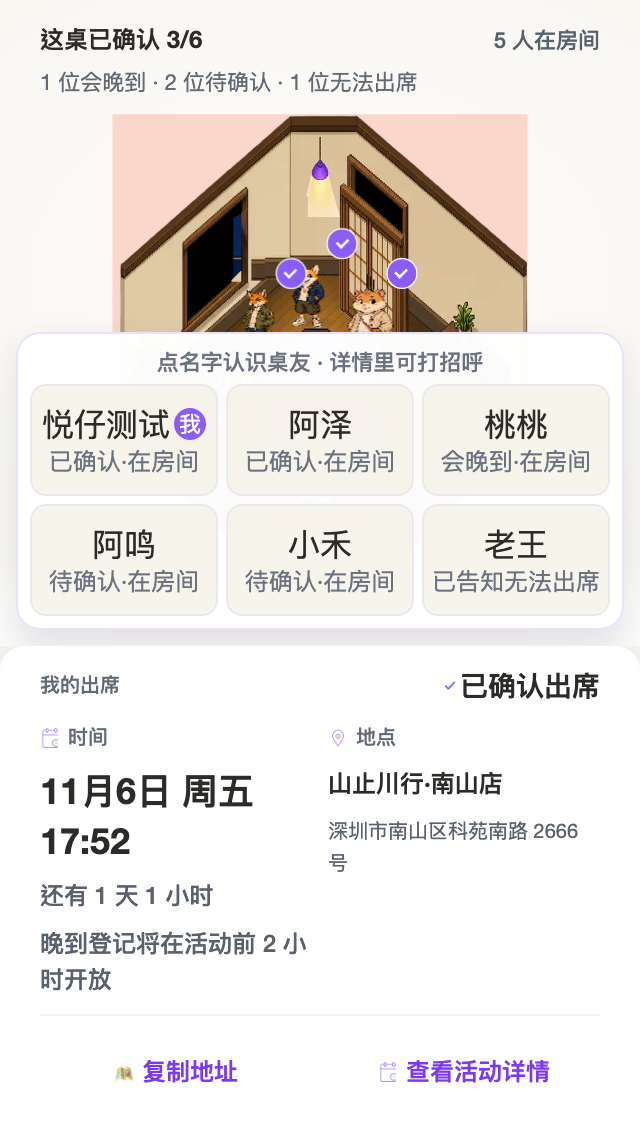 这桌已确认 3/6
5 人在房间
1 位会晚到 · 2 位待确认 · 1 位无法出席
点名字认识桌友 · 详情里可打招呼
悦仔测试 我
已确认·在房间
阿泽
已确认·在房间
桃桃
会晚到·在房间
阿鸣
待确认·在房间
小禾
待确认·在房间
老王
已告知无法出席
我的出席
已确认出席
时间
11月6日 周五
17:52
还有 1 天 1 小时
晚到登记将在活动前 2 小
时开放
地点
山止川行·南山店
深圳市南山区科苑南路 2666
号
复制地址
查看活动详情